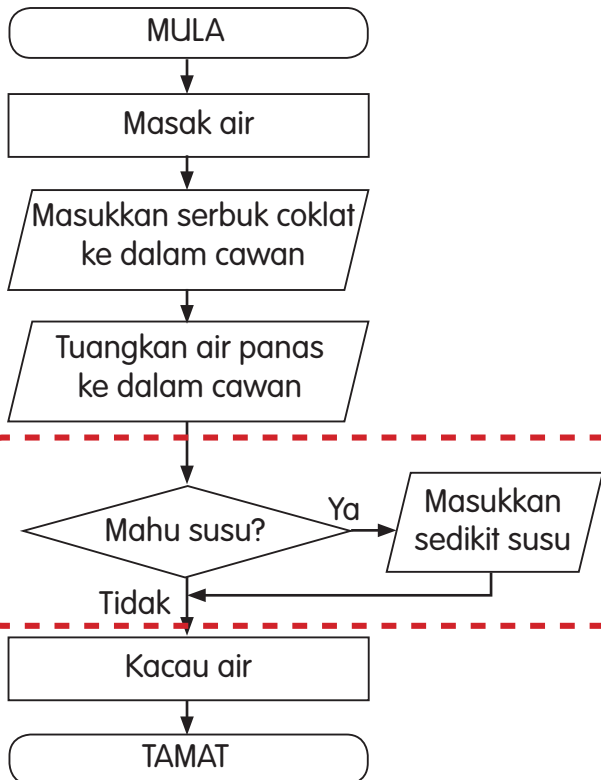 MULA
Masak air
Masukkan serbuk coklat
ke dalam cawan
Tuangkan air panas
ke dalam cawan
Mahu susu?
Ya
Masukkan
sedikit susu
Tidak
Kacau air
TAMAT